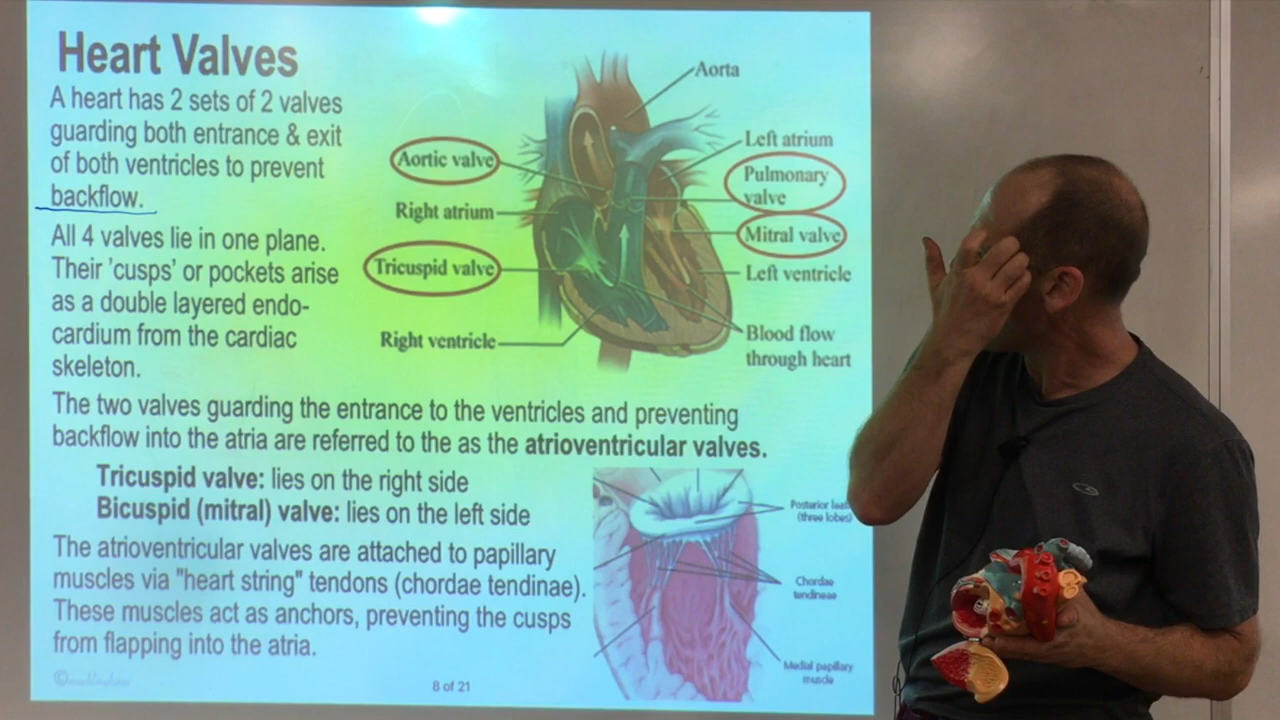 Heart Valves
A heart has 2 sets of 2 valves
guarding both entrance & exit
of both ventricles to prevent
backflow.
All 4 valves lie in one plane.
Their 'cusps' or pockets arise
as a double layered endo-
cardium from the cardiac
skeleton.
Aorta
Left atrium
Pulmonary
valve
Mitral valve
Left ventricle
Blood flow
through heart
Aortic valve
Right atrium
Tricuspid valve
Right ventricle
The two valves guarding the entrance to the ventricles and preventing
backflow into the atria are referred to the as the atrioventricular valves.
Tricuspid valve: lies on the right side
Bicuspid (mitral) valve: lies on the left side
The atrioventricular valves are attached to papillary
muscles via "heart string" tendons (chordae tendinae).
These muscles act as anchors, preventing the cusps
from flapping into the atria.
Posterior
(three lobes)
Chordae
tendineae
Medial papillary
muscle
8 of 21